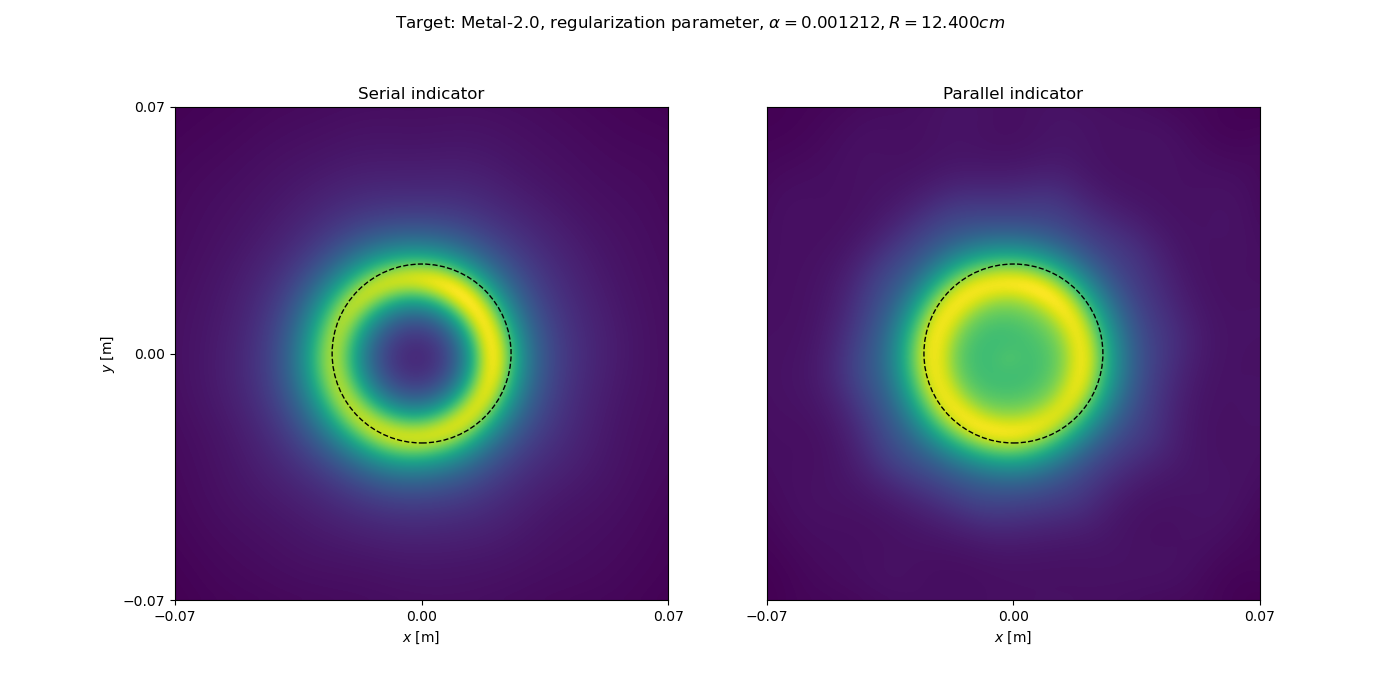 Target: Metal-2.0, regularization parameter, α = 0.001212, R = 12.400cm
Serial indicator
Parallel indicator
0.07
0.00
−0.07
y [m]
−0.07
0.00
0.07
x [m]
−0.07
0.00
0.07
x [m]